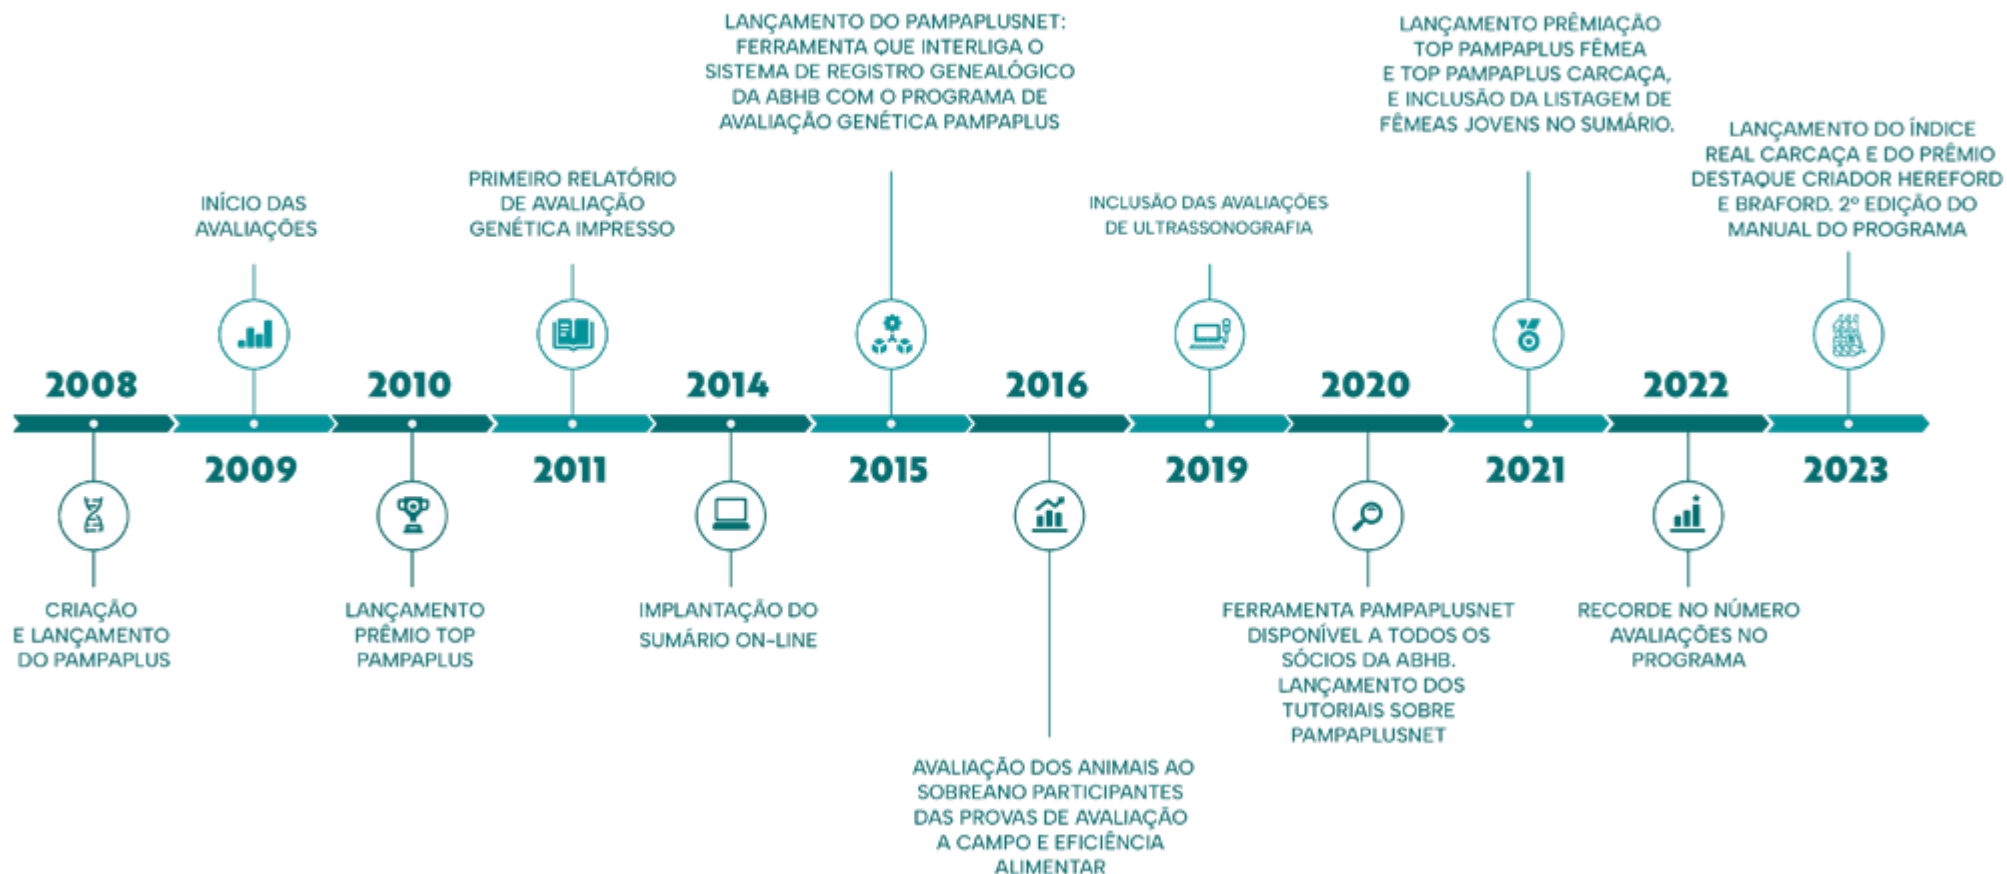 2008
CRIAÇÃO
E LANÇAMENTO
DO PAMPAPLUS
INÍCIO DAS
AVALIAÇÕES
2009
2010
LANÇAMENTO
PRÊMIO TOP
PAMPAPLUS
PRIMEIRO RELATÓRIO
DE AVALIAÇÃO
GENÉTICA IMPRESSO
2011
2014
IMPLANTAÇÃO DO
SUMÁRIO ON-LINE
LANÇAMENTO DO PAMPAPLUSNET:
FERRAMENTA QUE INTERLIGA O
SISTEMA DE REGISTRO GENEALÓGICO
DA ABHB COM O PROGRAMA DE
AVALIAÇÃO GENÉTICA PAMPAPLUS
2015
2016
AVALIAÇÃO DOS ANIMAIS AO
SOBREANO PARTICIPANTES
DAS PROVAS DE AVALIAÇÃO
A CAMPO E EFICIÊNCIA
ALIMENTAR
INCLUSÃO DAS AVALIAÇÕES
DE ULTRASSONOGRAFIA
2019
2020
FERRAMENTA PAMPAPLUSNET
DISPONÍVEL A TODOS OS
SÓCIOS DA ABHB.
LANÇAMENTO DOS
TUTORIAIS SOBRE
PAMPAPLUSNET
LANÇAMENTO PRÊMIAÇÃO
TOP PAMPAPLUS FÊMEA
E TOP PAMPAPLUS CARCAÇA,
E INCLUSÃO DA LISTAGEM DE
FÊMEAS JOVENS NO SUMÁRIO.
2021
2022
RECORDE NO NÚMERO
AVALIAÇÕES NO
PROGRAMA
LANÇAMENTO DO ÍNDICE
REAL CARCAÇA E DO PRÊMIO
DESTAQUE CRIADOR HEREFORD
E BRAFORD. 2º EDIÇÃO DO
MANUAL DO PROGRAMA
2023